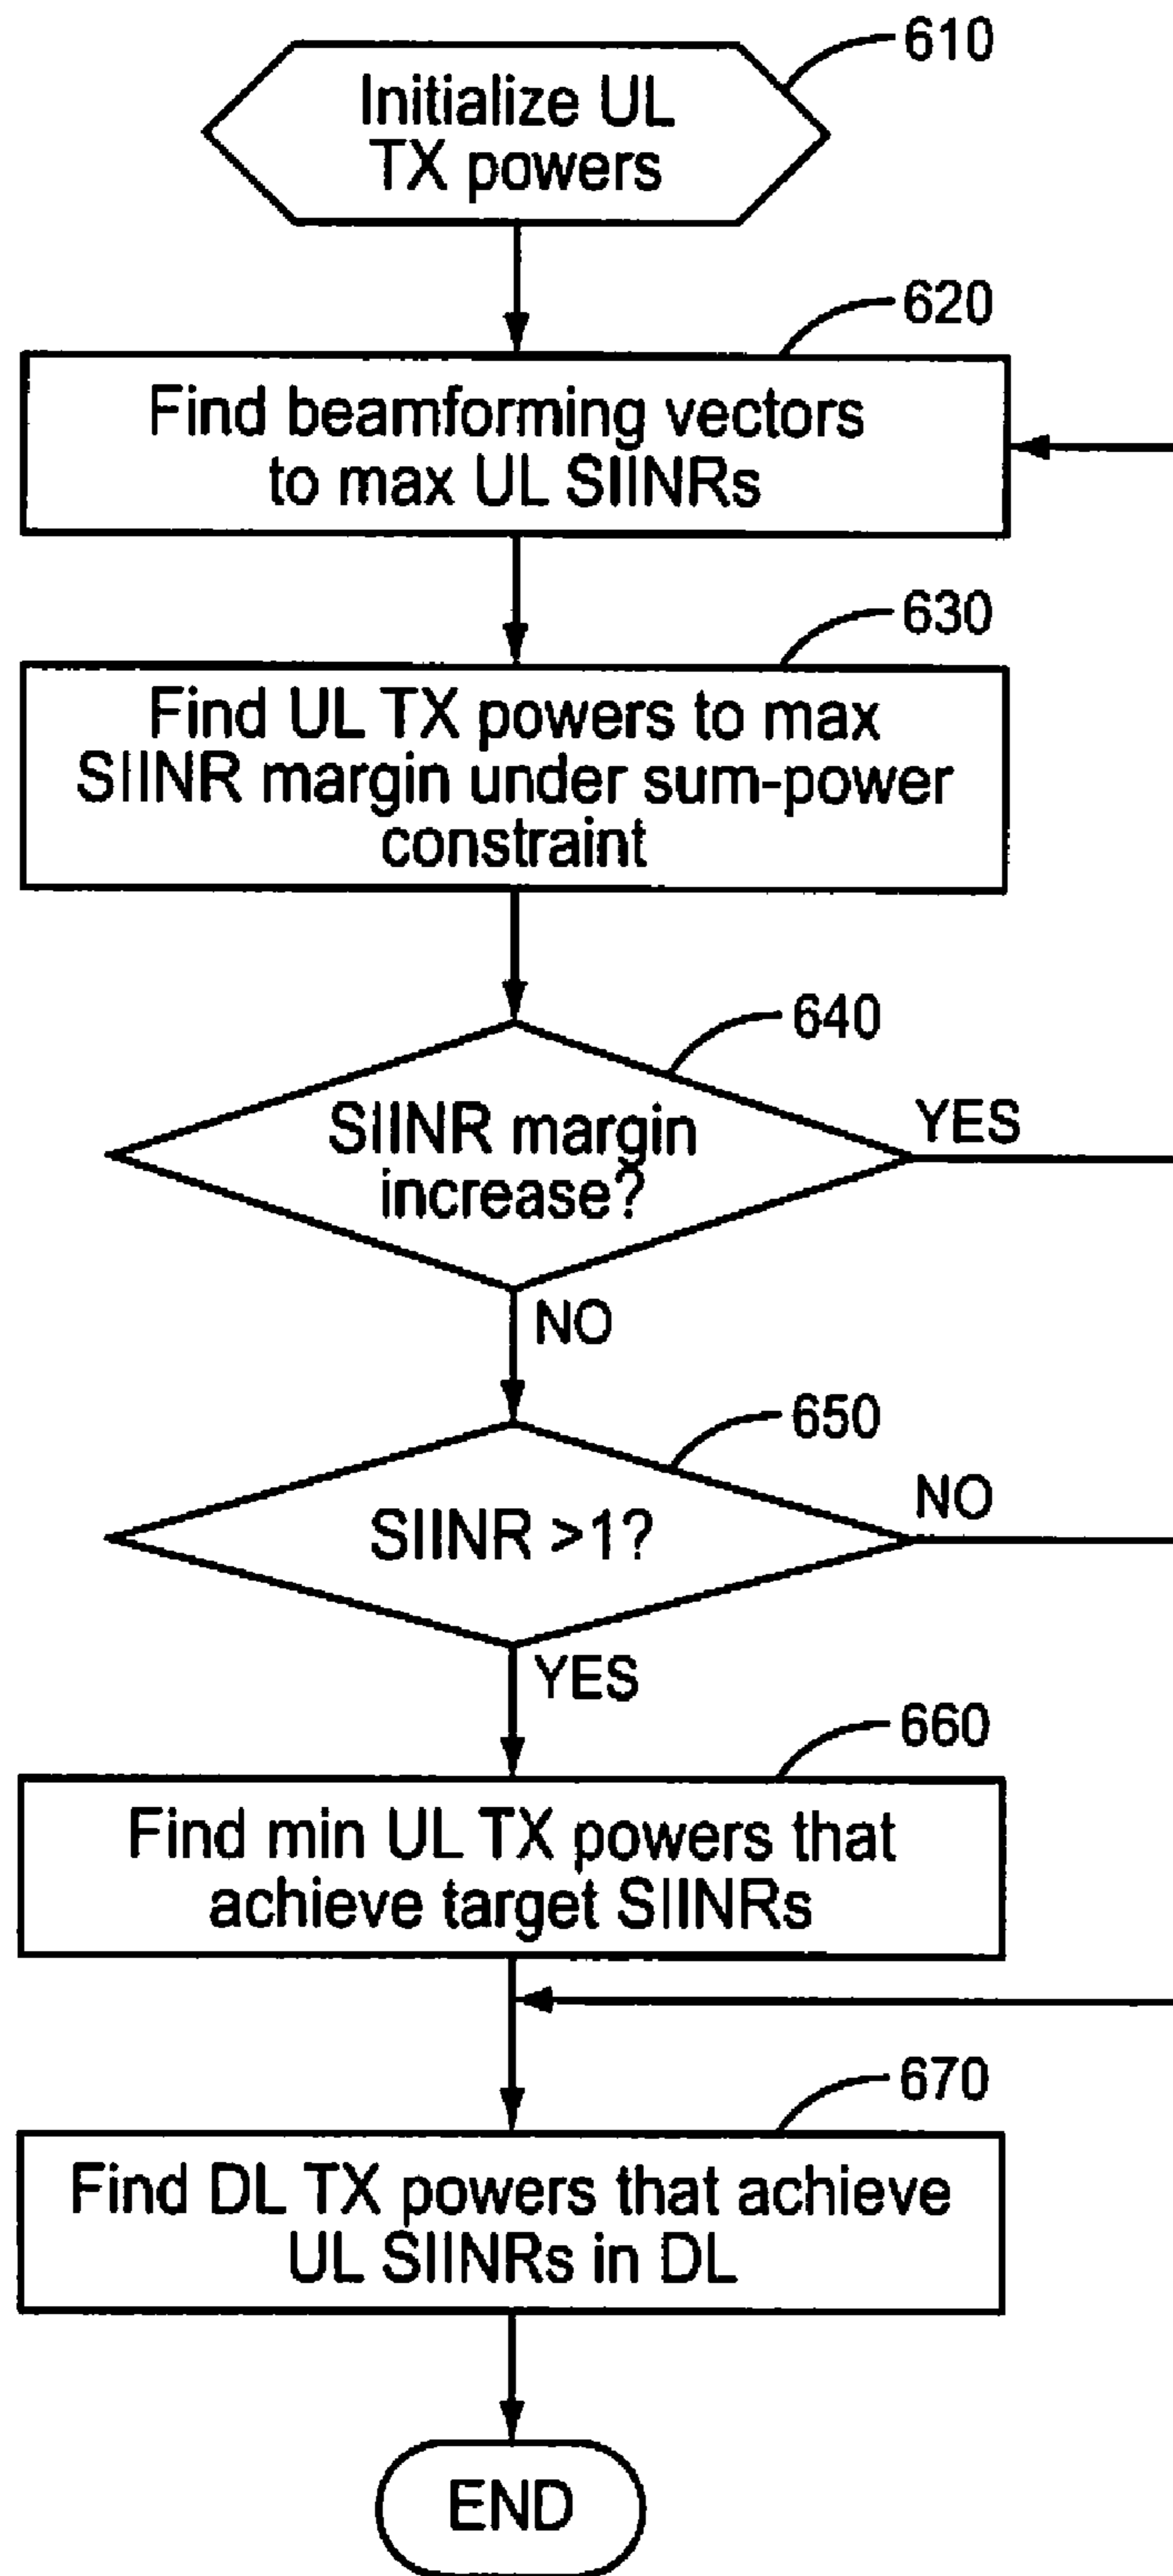 610
Initialize UL
TX powers
620
Find beamforming vectors
to max UL SIINRs
630
Find UL TX powers to max
SIINR margin under sum-power
constraint
640
SIINR margin
increase?
YES
NO
650
SIINR >1?
NO
YES
660
Find min UL TX powers that
achieve target SIINRs
670
Find DL TX powers that achieve
UL SIINRs in DL
END